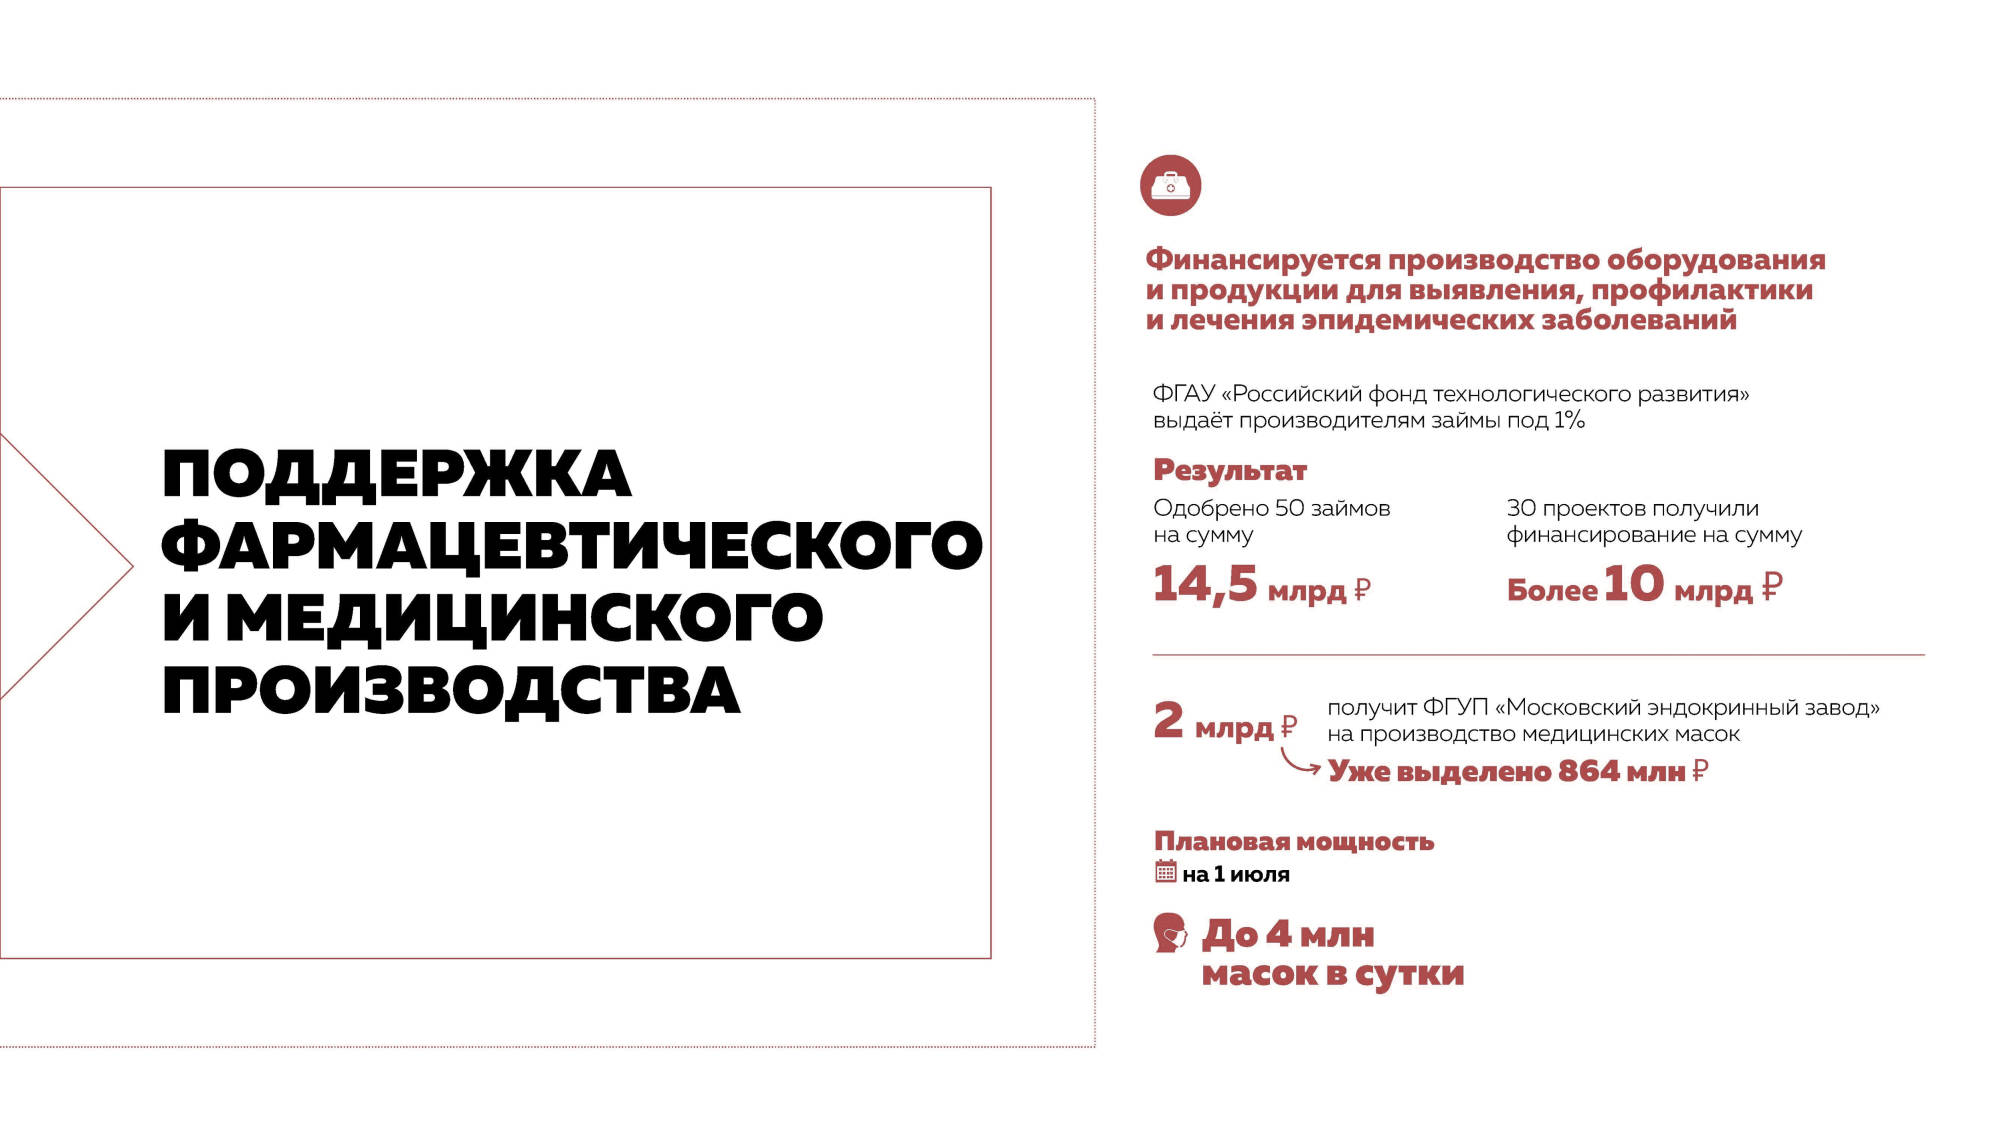 ПОДДЕРЖКА
ФАРМАЦЕВТИЧЕСКОГО
И МЕДИЦИНСКОГО
ПРОИЗВОДСТВА
Финансируется производство оборудования
и продукции для выявления, профилактики
и лечения эпидемических заболеваний
ФГАУ «Российский фонд технологического развития»
выдаёт производителям займы под 1%
Результат
Одобрено 50 займов
на сумму
14,5 млрд ₽
30 проектов получили
финансирование на сумму
Более 10 млрд ₽
2 млрд ₽
получит ФГУП «Московский эндокринный завод»
на производство медицинских масок
Уже выделено 864 млн ₽
Плановая мощность
на 1 июля
До 4 млн
масок в сутки